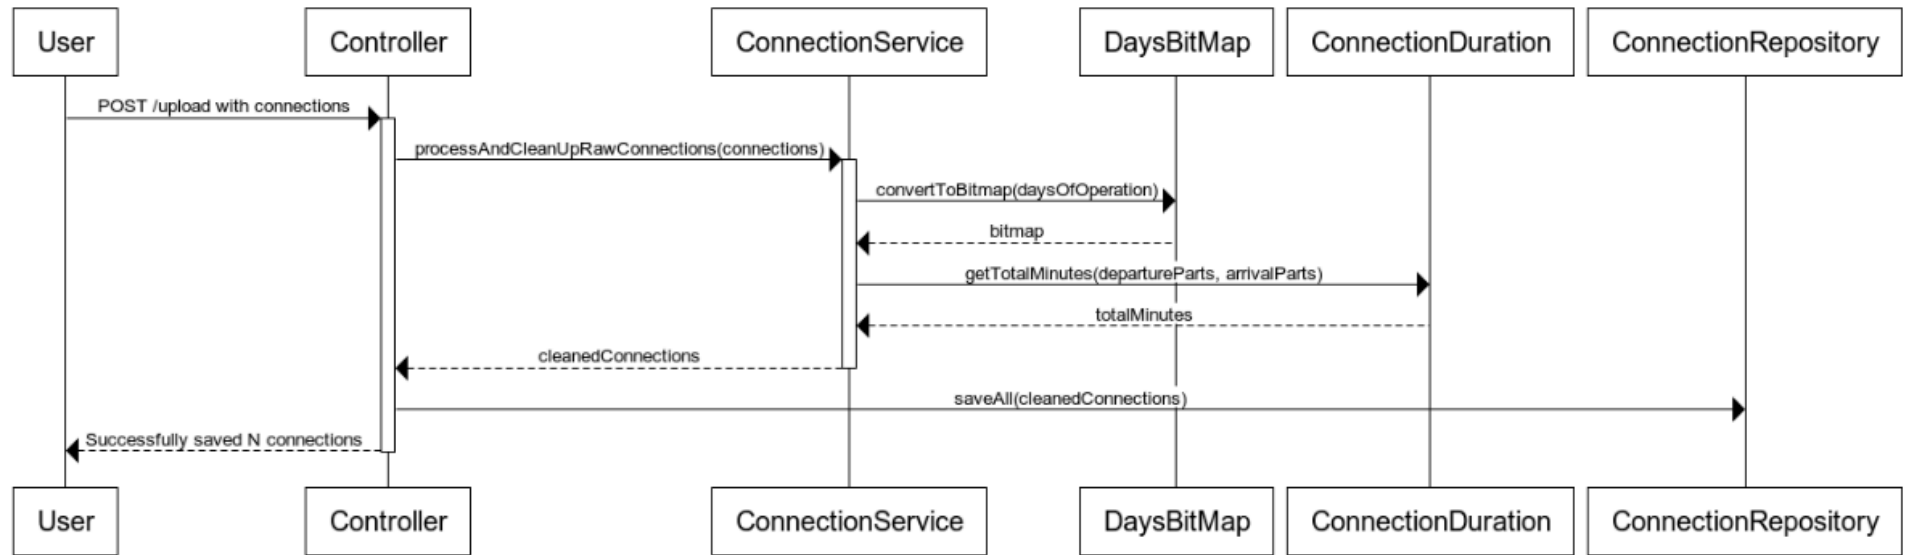 User
Controller
ConnectionService
DaysBitMap
ConnectionDuration
ConnectionRepository
POST /upload with connections
processAndCleanUpRawConnections(connections)
convertToBitmap(daysOfOperation)
bitmap
getTotalMinutes(departureParts, arrivalParts)
totalMinutes
cleanedConnections
saveAll(cleanedConnections)
Successfully saved N connections
User
Controller
ConnectionService
DaysBitMap
ConnectionDuration
ConnectionRepository